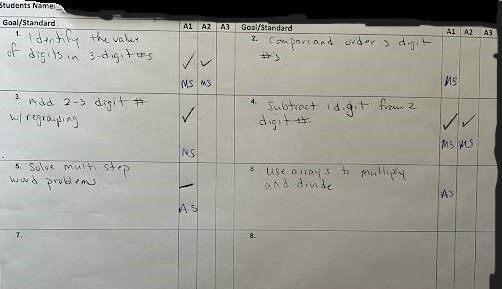 Students Name:
Goal/Standard A1 A2 A3 Goal/Standard A1 A2 A3
1. Identify the value
of digits in 3-digit #s
✓ ✓
MS MS
2. Compare and order 3 digit
#'s
MS
3. Add 2-3 digit #
w/ regrouping
✓
NS
4. Subtract 1 digit from 2
digit #
✓ ✓
MS MS
5. Solve multi step
word problems
–
AS
6. Use arrays to multiply
and divide
AS
7.
8.